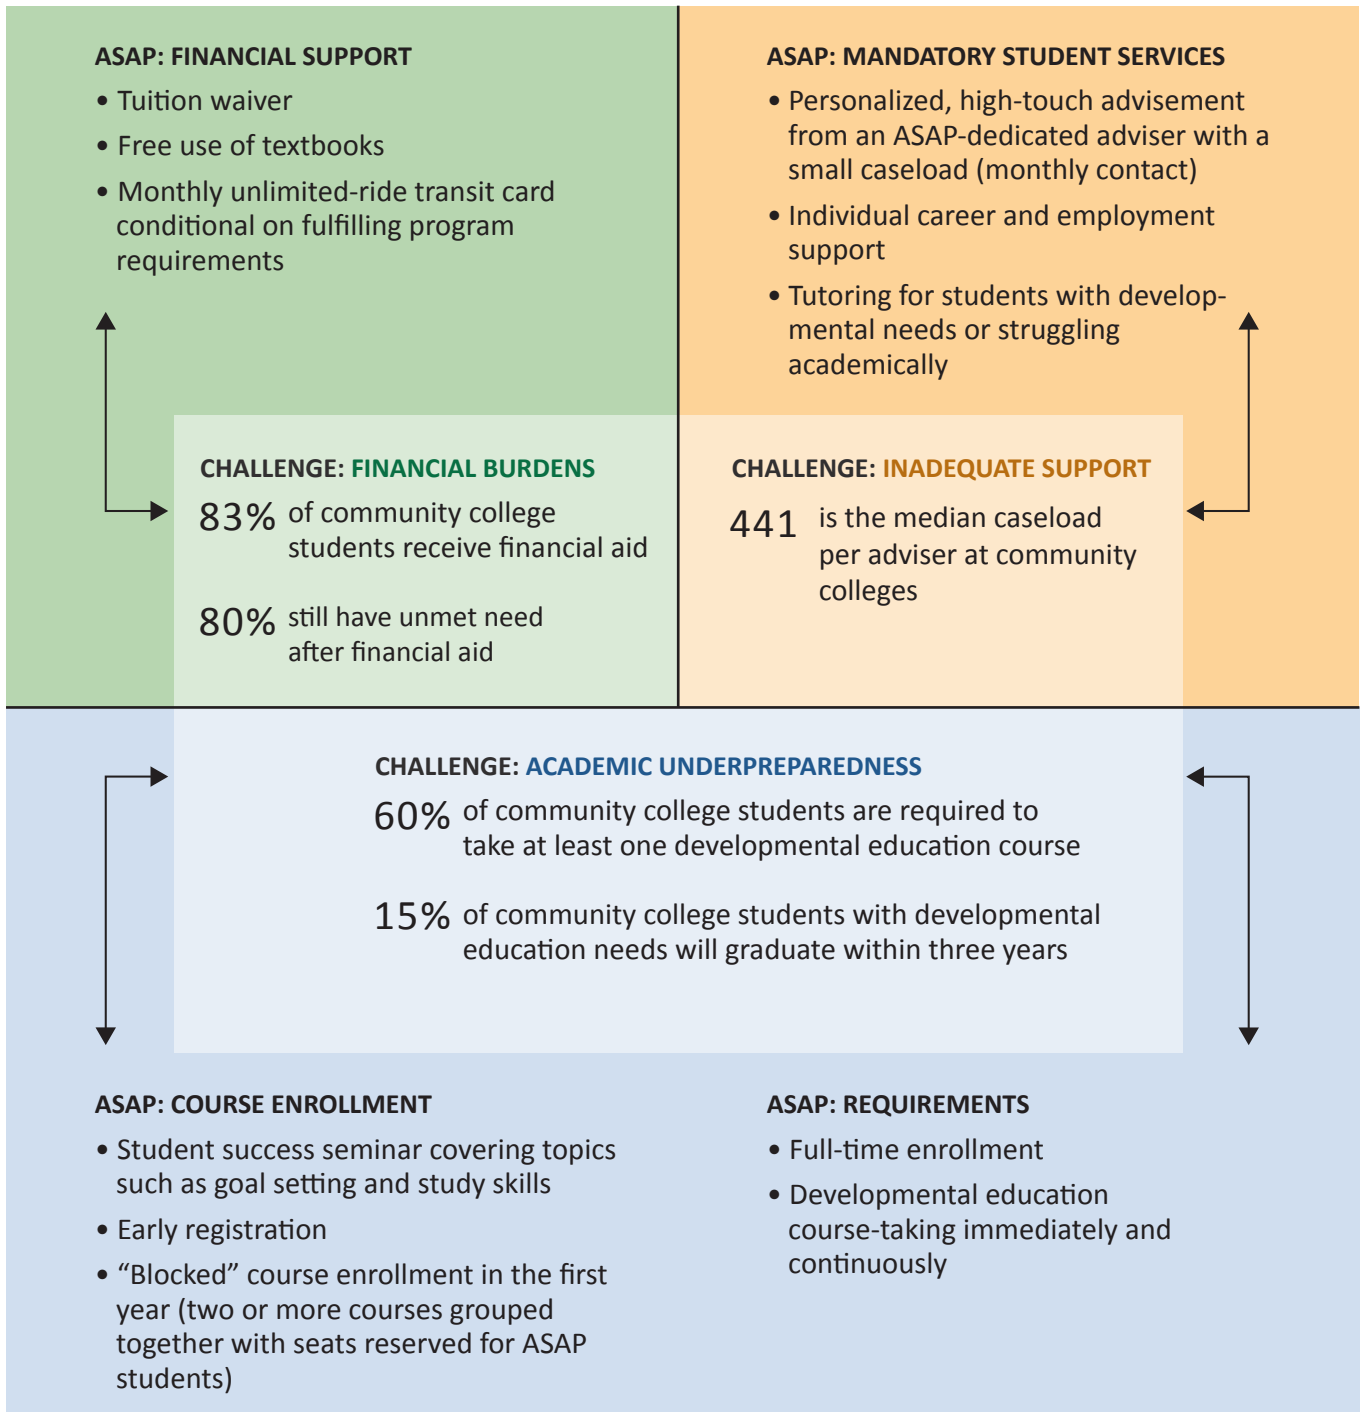 ASAP: FINANCIAL SUPPORT
• Tuition waiver
• Free use of textbooks
• Monthly unlimited-ride transit card
conditional on fulfilling program
requirements
ASAP: MANDATORY STUDENT SERVICES
• Personalized, high-touch advisement
from an ASAP-dedicated adviser with a
small caseload (monthly contact)
• Individual career and employment
support
• Tutoring for students with develop-
mental needs or struggling
academically
CHALLENGE: FINANCIAL BURDENS
83% of community college
students receive financial aid
80% still have unmet need
after financial aid
CHALLENGE: INADEQUATE SUPPORT
441 is the median caseload
per adviser at community
colleges
CHALLENGE: ACADEMIC UNDERPREPAREDNESS
60% of community college students are required to
take at least one developmental education course
15% of community college students with developmental
education needs will graduate within three years
ASAP: COURSE ENROLLMENT
• Student success seminar covering topics
such as goal setting and study skills
• Early registration
• “Blocked” course enrollment in the first
year (two or more courses grouped
together with seats reserved for ASAP
students)
ASAP: REQUIREMENTS
• Full-time enrollment
• Developmental education
course-taking immediately and
continuously